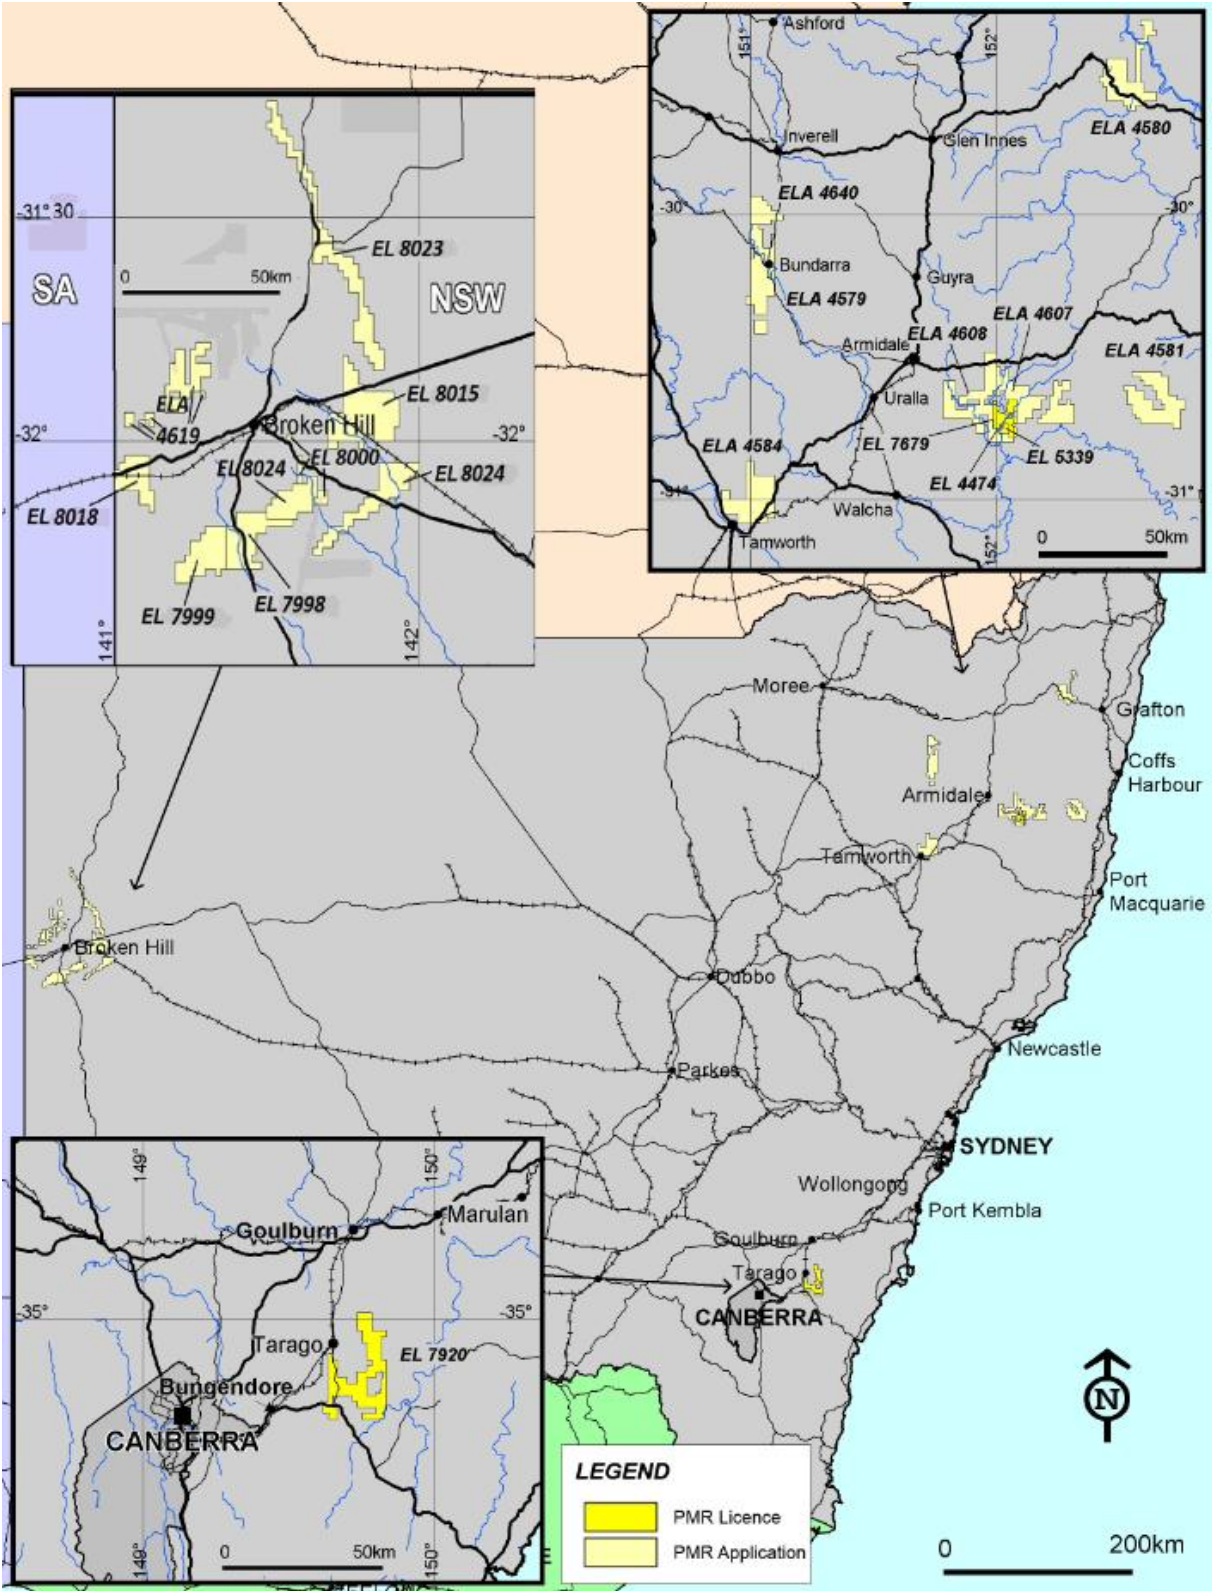 Ashford
151°
152°
ELA 4580
Inverell
Glen Innes
ELA 4640
-30°
-30°
Bundarra
Guyra
ELA 4579
ELA 4607
ELA 4608
Armidale
ELA 4581
Uralla
ELA 4584
EL 7679
EL 5339
EL 4474
-31°
-31°
Walcha
Tamworth
152°
0 50km
-31° 30
EL 8023
0 50km
SA
NSW
EL 8015
ELA
4619
Broken Hill
-32°
-32°
EL 8024
EL 8000
EL 8024
EL 8018
EL 7998
EL 7999
141°
142°
Moree
Grafton
Coffs
Harbour
Armidale
Tamworth
Port
Macquarie
Broken Hill
Dubbo
Newcastle
Parkes
SYDNEY
Wollongong
Port Kembla
Goulburn
Tarago
CANBERRA
149°
150°
Marulan
Goulburn
-35°
-35°
Tarago
EL 7920
Bungendore
CANBERRA
149°
0 50km
150°
N
LEGEND
PMR Licence
PMR Application
0 200km